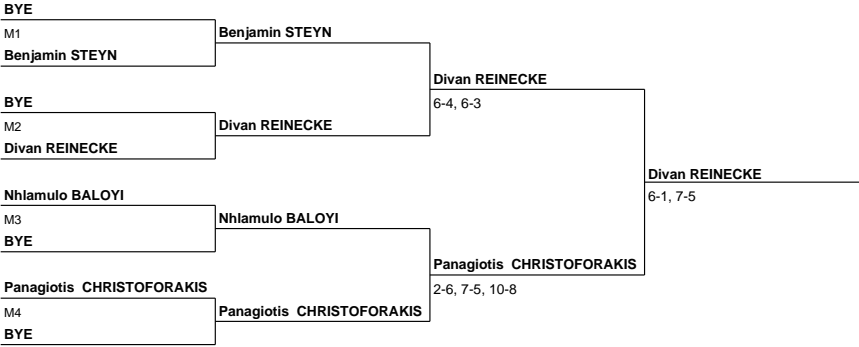 BYE
M1
Benjamin STEYN
Benjamin STEYN
BYE
M2
Divan REINECKE
Divan REINECKE
Divan REINECKE
6-4, 6-3
Nhlamulo BALOYI
M3
BYE
Nhlamulo BALOYI
Panagiotis  CHRISTOFORAKIS
M4
BYE
Panagiotis  CHRISTOFORAKIS
Panagiotis  CHRISTOFORAKIS
2-6, 7-5, 10-8
Divan REINECKE
6-1, 7-5